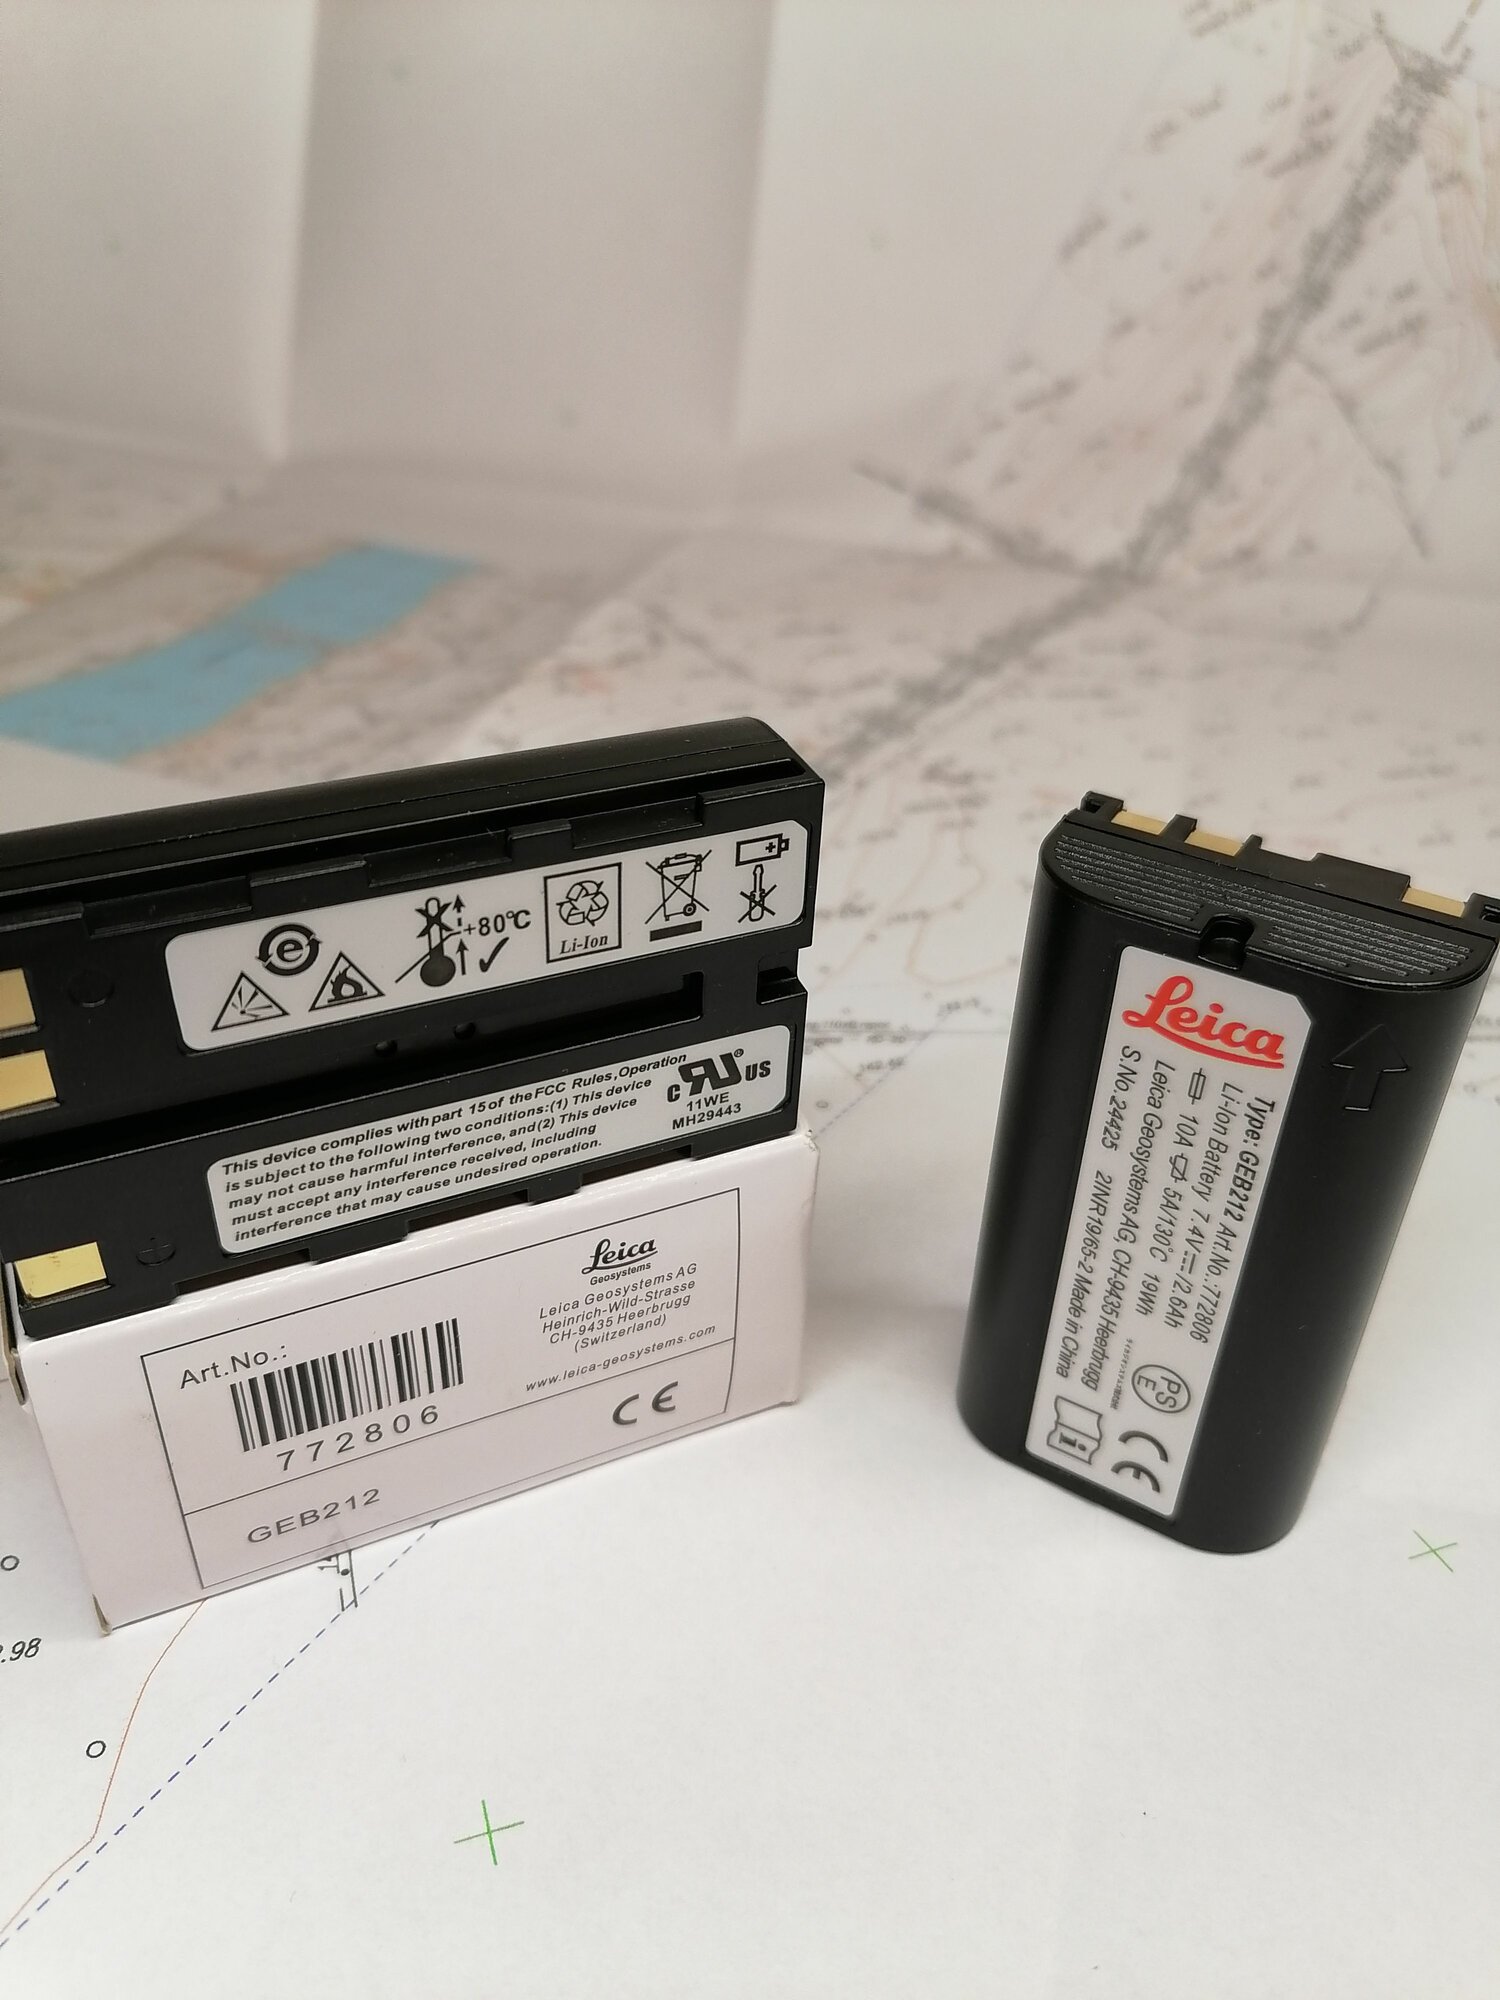 +80℃
Li-Ion
This device complies with part 15 of the FCC Rules, Operation
is subject to the following two conditions: (1) This device
may not cause harmful interference, and (2) This device
must accept any interference received, including
interference that may cause undesired operation.
c RU ® US
11WE
MH29443
Leica
Geosystems
Leica Geosystems AG
Heinrich-Wild-Strasse
CH-9435 Heerbrugg
(Switzerland)
www.leica-geosystems.com
Art.No.:
772806
CE
GEB212
Leica
Type: GEB212 Art.No.:772806
Li-Ion Battery 7.4V⎓/2.6Ah
10A 5A/130℃ 19Wh
Leica Geosystems AG, CH-9435 Heerbrugg
S.No.24425 2INR19/65-2 Made in China
PS
E
CE
i
.98